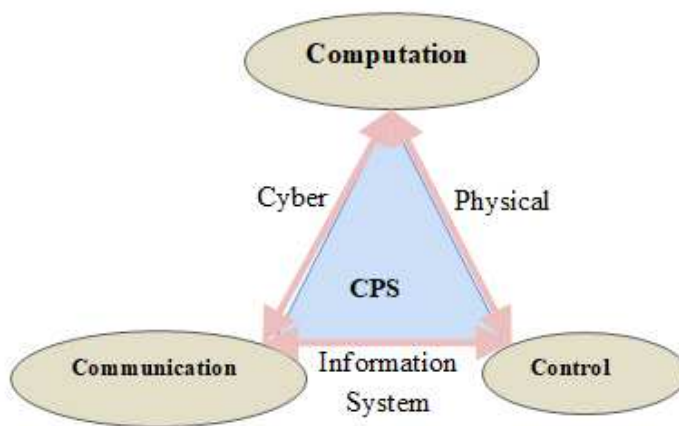 Computation
Cyber
Physical
CPS
Communication
Information
System
Control